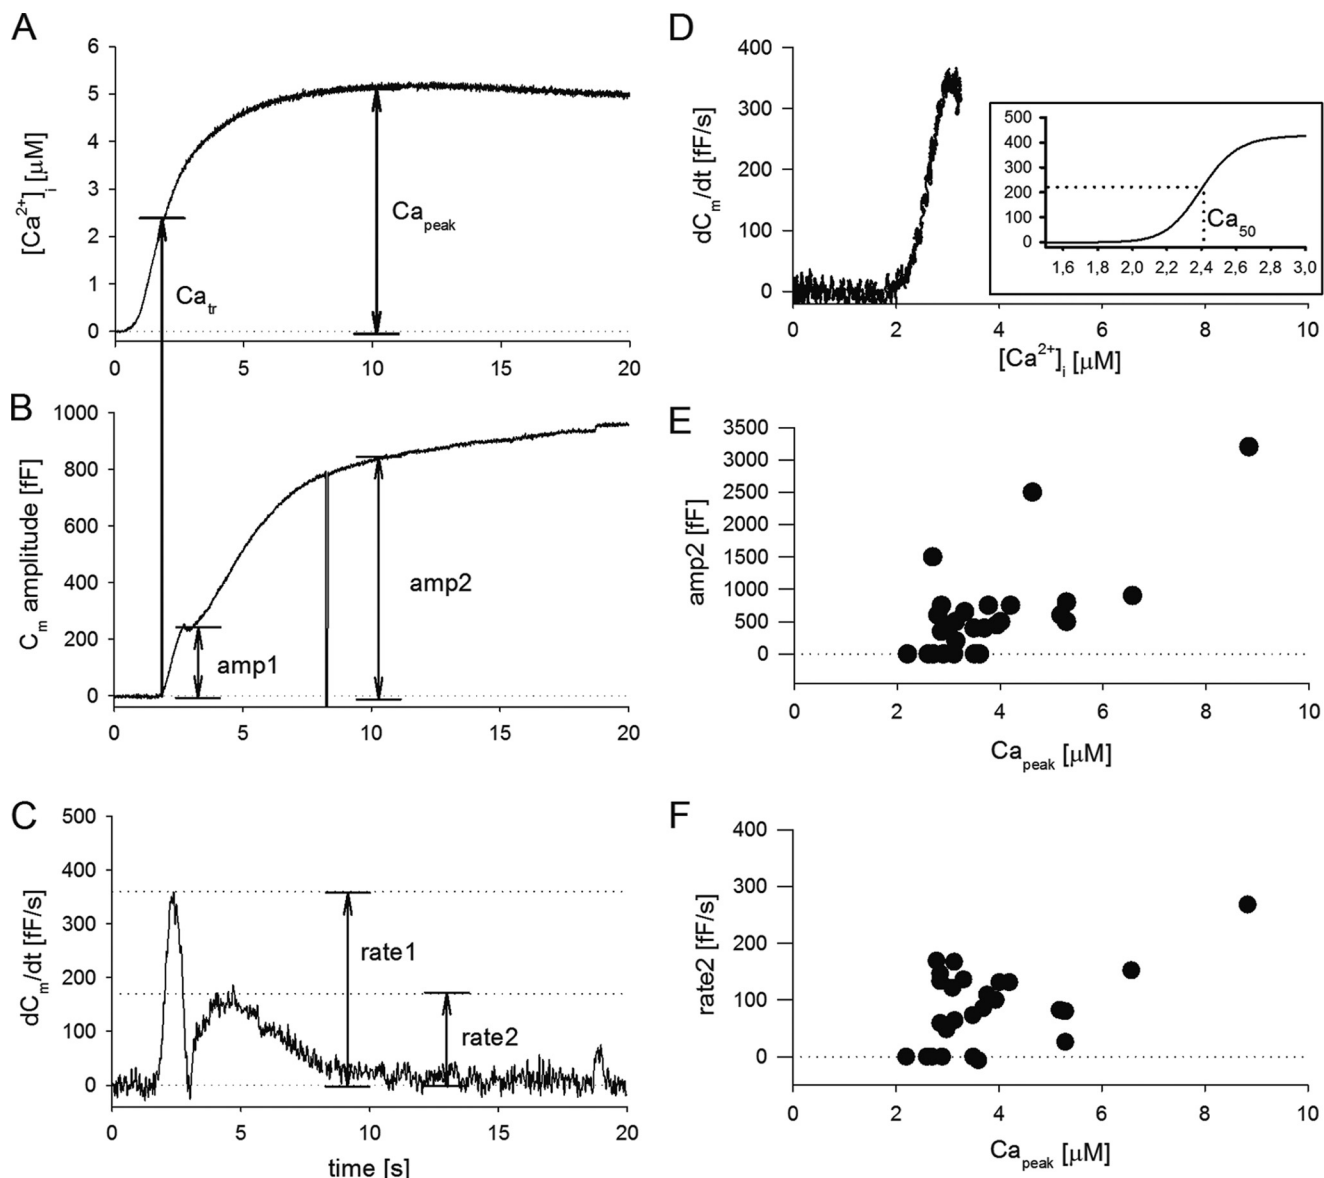 A
[Ca2+]i [μM]
6
5
4
3
2
1
0
Catr
Capeak
0 5 10 15 20
B
Cm amplitude [fF]
1000
800
600
400
200
0
amp1
amp2
0 5 10 15 20
C
dCm/dt [fF/s]
500
400
300
200
100
0
rate1
rate2
0 5 10 15 20
time [s]
D
dCm/dt [fF/s]
400
300
200
100
0
500
400
300
200
100
0
Ca50
1,6 1,8 2,0 2,2 2,4 2,6 2,8 3,0
0 2 4 6 8 10
[Ca2+]i [μM]
E
amp2 [fF]
3500
3000
2500
2000
1500
1000
500
0
0 2 4 6 8 10
Capeak [μM]
F
rate2 [fF/s]
400
300
200
100
0
0 2 4 6 8 10
Capeak [μM]